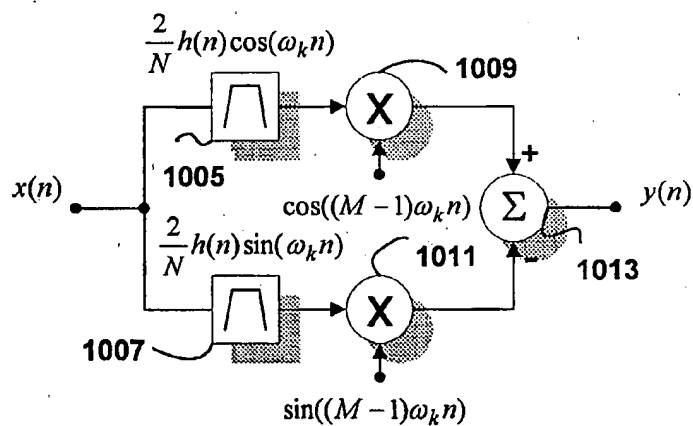 2/N h(n)cos(ω_k n)
1009
X
1005
+
x(n)
cos((M−1)ω_k n)
Σ
y(n)
2/N h(n)sin(ω_k n)
1011
-
1013
X
1007
sin((M−1)ω_k n)